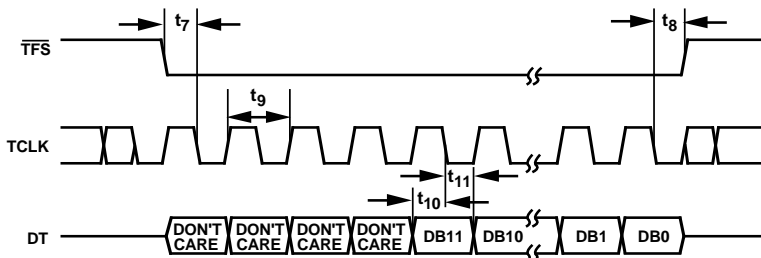 t7 t8
TFS
t9
TCLK
t11
t10
DT DON'T CARE DON'T CARE DON'T CARE DON'T CARE DB11 DB10 DB1 DB0